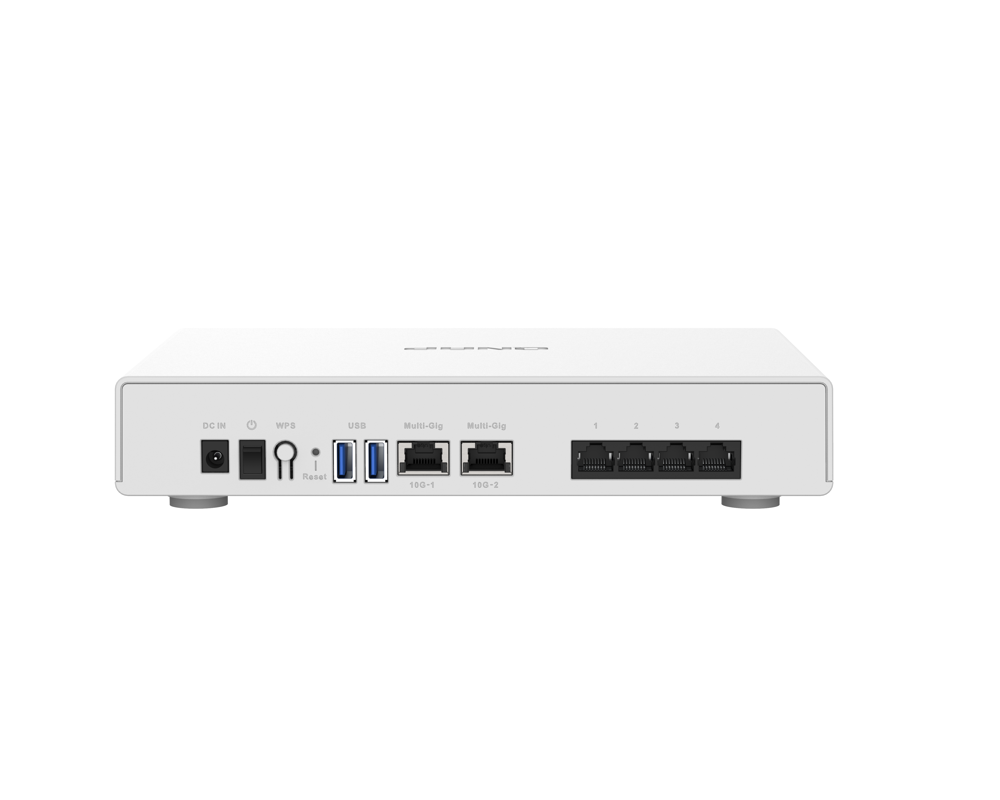 DC IN
WPS
USB
Multi-Gig
Multi-Gig
1
2
3
4
Reset
10G-1
10G-2